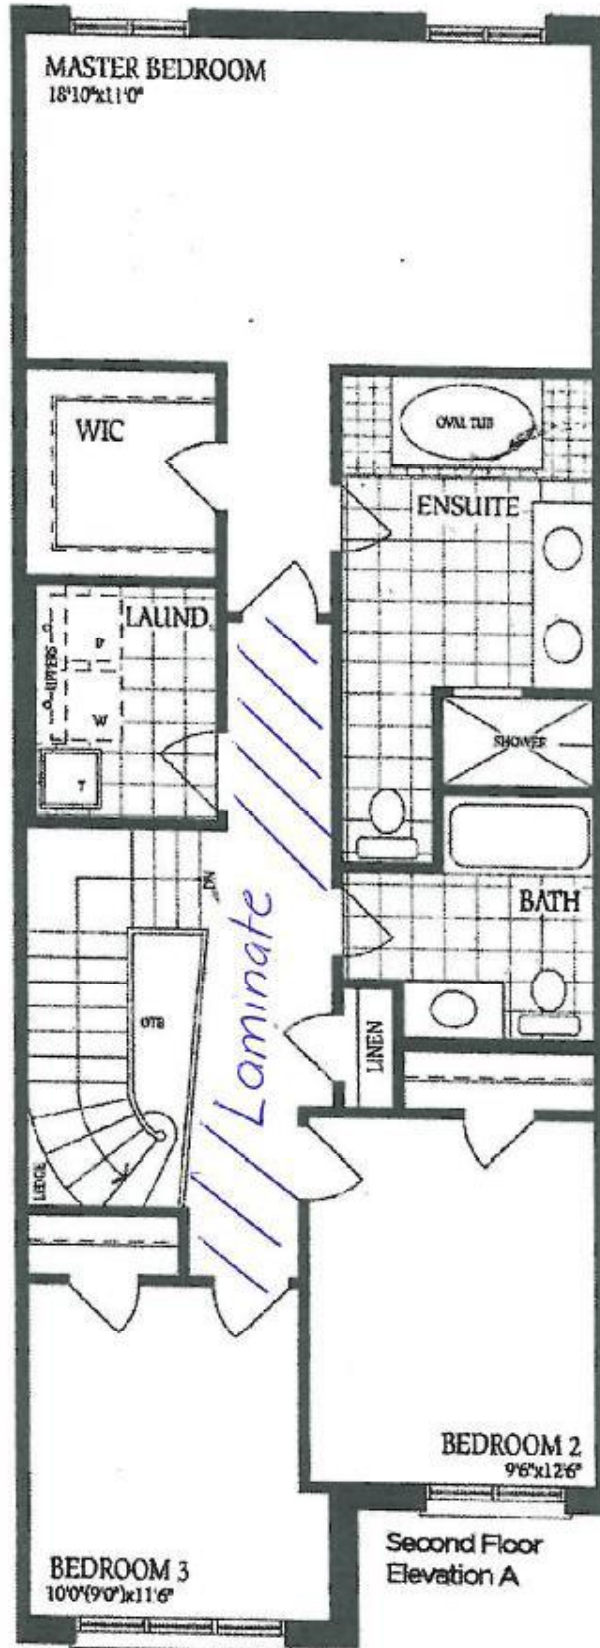 MASTER BEDROOM
18'10"x11'0"
WIC
OVAL TUB
ENSUITE
LAUND.
UPPERS
D
W
T
SHOWER
DN
BATH
Laminate
OTB
LINEN
LEDGE
BEDROOM 2
9'6"x12'6"
BEDROOM 3
10'0"(9'0")x11'6"
Second Floor
Elevation A